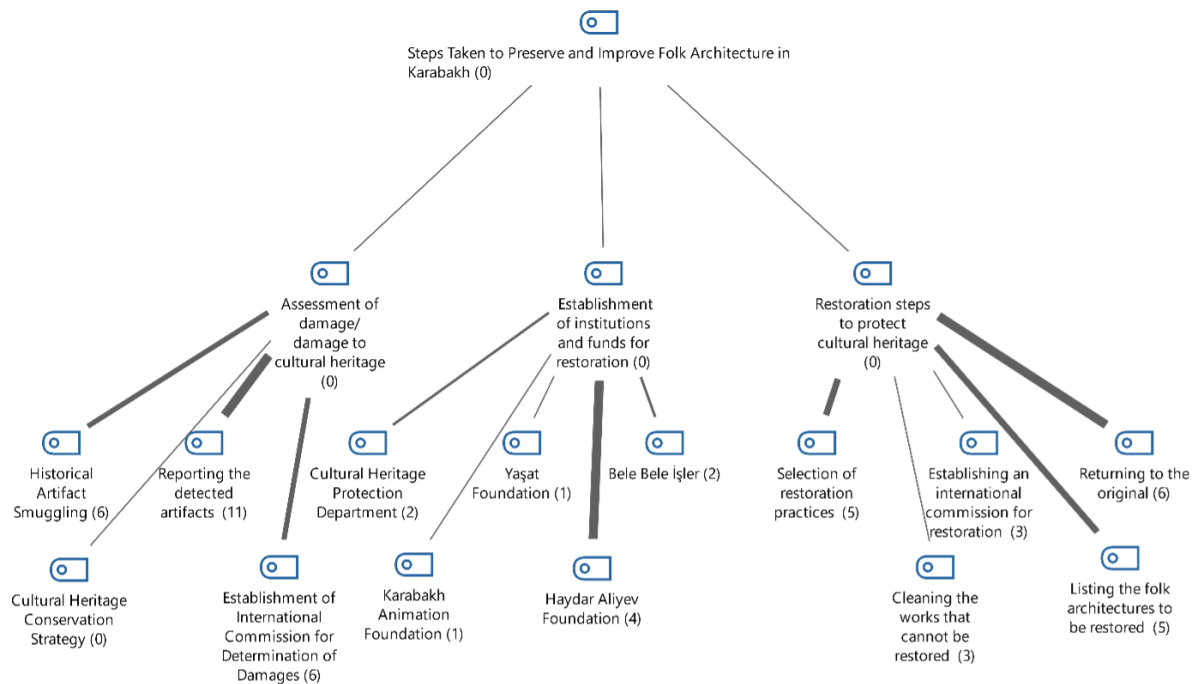 Steps Taken to Preserve and Improve Folk Architecture in
Karabakh (0)
Assessment of
damage/
damage to
cultural heritage
(0)
Establishment
of institutions
and funds for
restoration (0)
Restoration steps
to protect
cultural heritage
(0)
Historical
Artifact
Smuggling (6)
Reporting the
detected
artifacts (11)
Cultural Heritage
Protection
Department (2)
Yaşat
Foundation (1)
Bele Bele İşler (2)
Selection of
restoration
practices (5)
Establishing an
international
commission for
restoration (3)
Returning to the
original (6)
Cultural Heritage
Conservation
Strategy (0)
Establishment of
International
Commission for
Determination of
Damages (6)
Karabakh
Animation
Foundation (1)
Haydar Aliyev
Foundation (4)
Cleaning the
works that
cannot be
restored (3)
Listing the folk
architectures to
be restored (5)